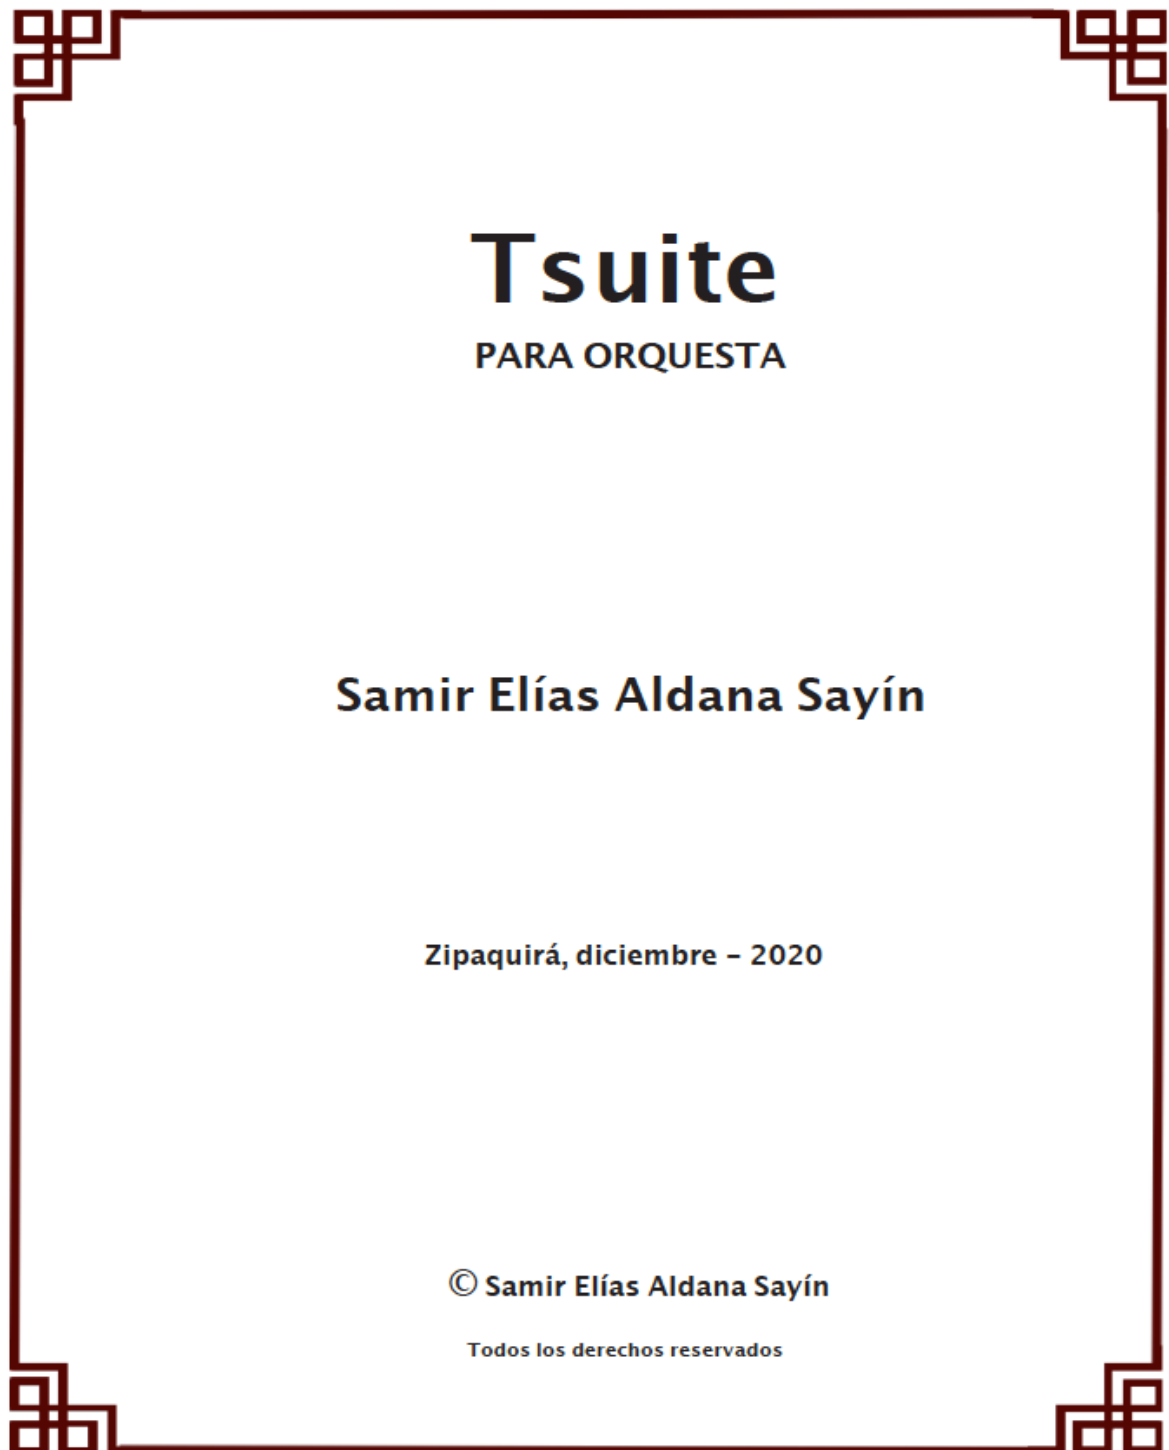 Tsuite
PARA ORQUESTA
Samir Elías Aldana Sayín
Zipaquirá, diciembre – 2020
© Samir Elías Aldana Sayín
Todos los derechos reservados